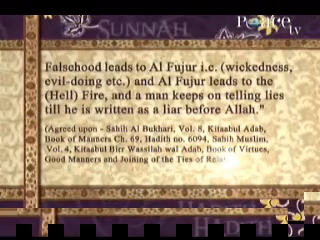 SUNNAH
Peace
tv
Falsehood leads to Al Fujur i.e. (wickedness,
evil-doing etc.) and Al Fujur leads to the
(Hell) Fire, and a man keeps on telling lies
till he is written as a liar before Allah."
(Agreed upon - Sahih Al Bukhari, Vol. 8, Kitaabul Adab,
Book of Manners Ch. 69, Hadith no. 6094, Sahih Muslim,
Vol. 4, Kitaabul Birr Wassilah wal Adab, Book of Virtues,
Good Manners and Joining of the Ties of
HADITH